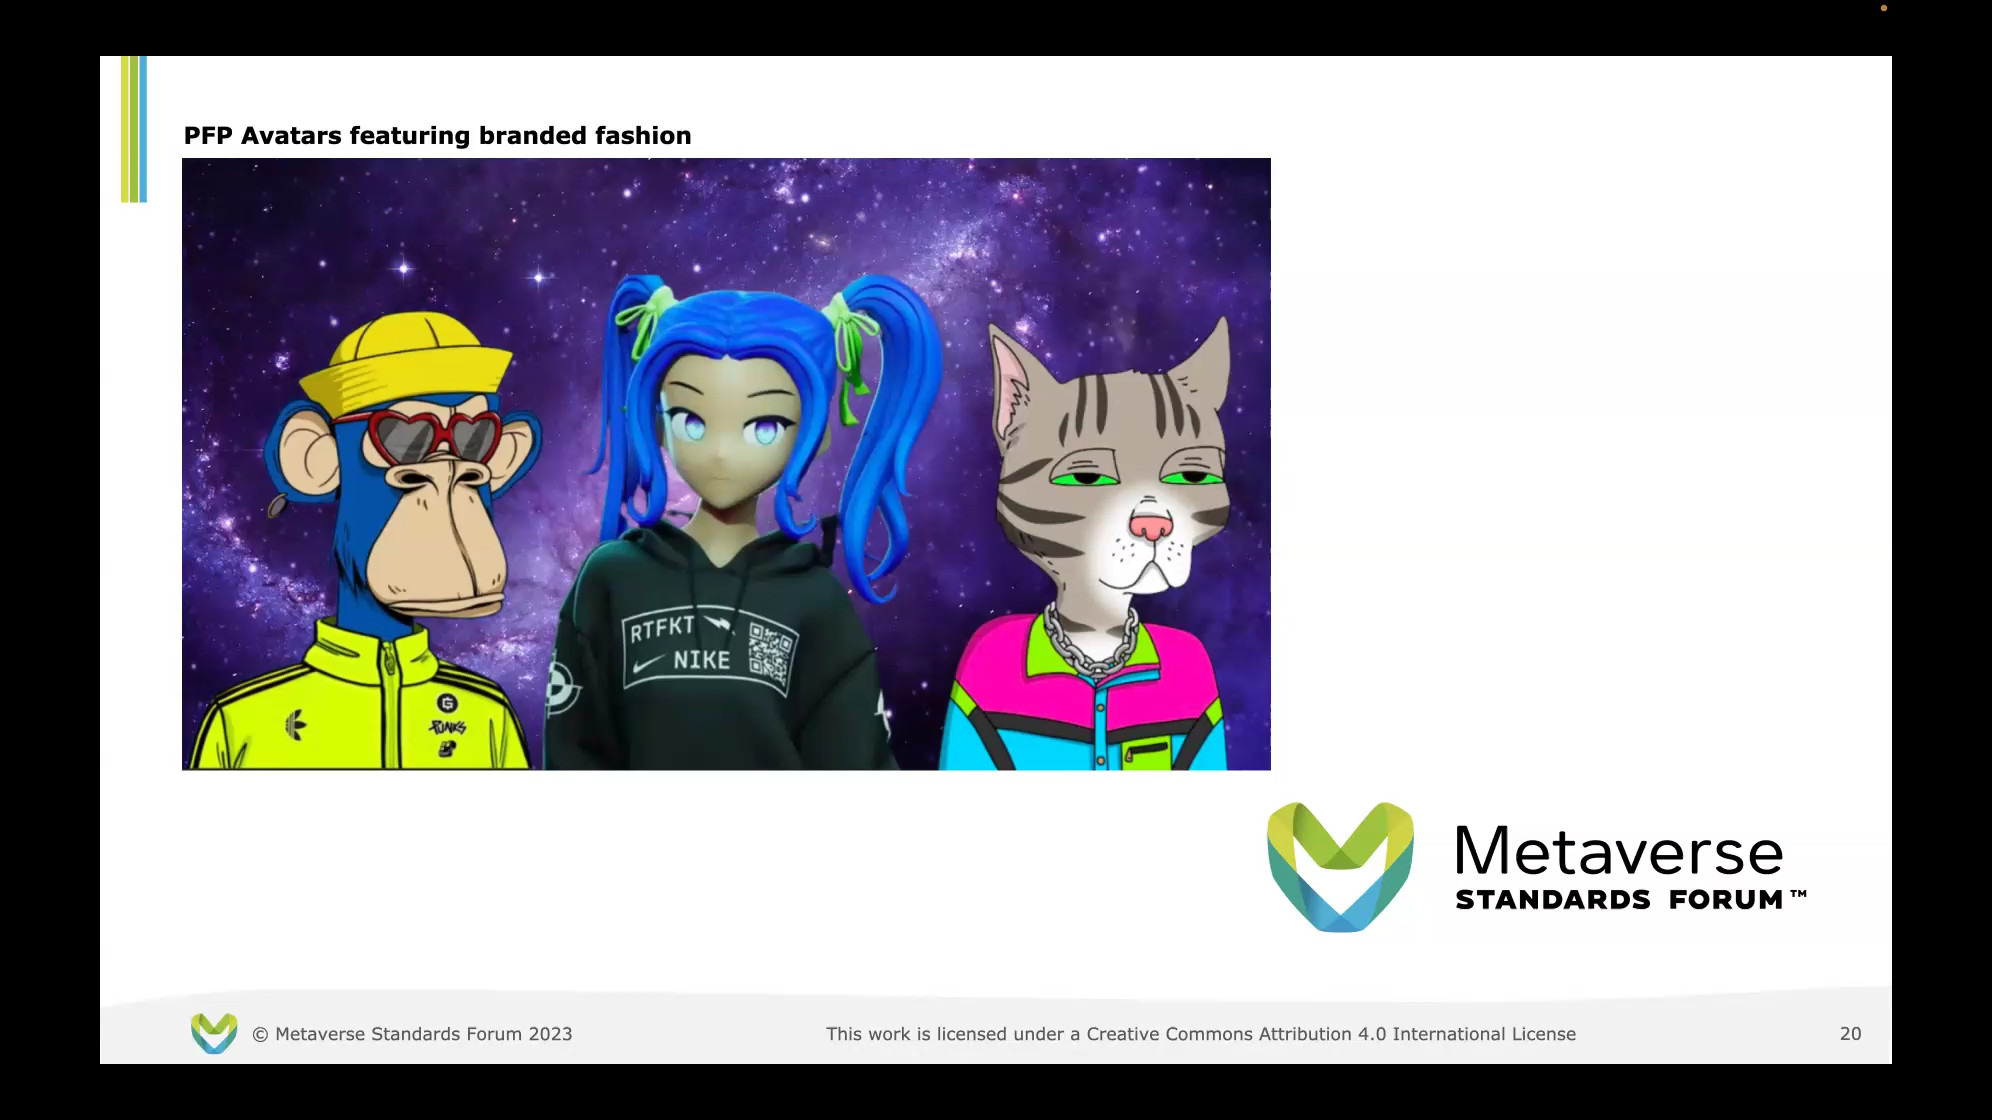 PFP Avatars featuring branded fashion
RTFKT
NIKE
G
PUNKS
Metaverse
STANDARDS FORUM™
© Metaverse Standards Forum 2023
This work is licensed under a Creative Commons Attribution 4.0 International License
20